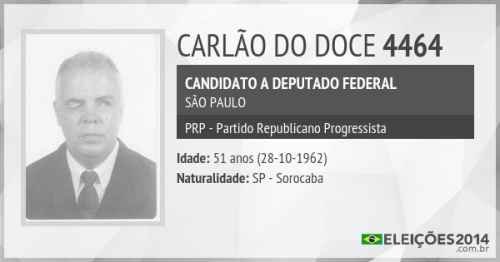 CARLÃO DO DOCE 4464
CANDIDATO A DEPUTADO FEDERAL
SÃO PAULO
PRP - Partido Republicano Progressista
Idade: 51 anos (28-10-1962)
Naturalidade: SP - Sorocaba
ELEIÇÕES2014
.com.br